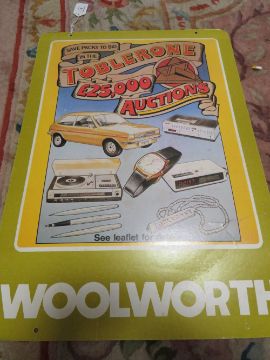 SAVE PACKS TO BID
IN THE
TOBLERONE
£25,000
AUCTIONS
See leaflet for
WOOLWORTH